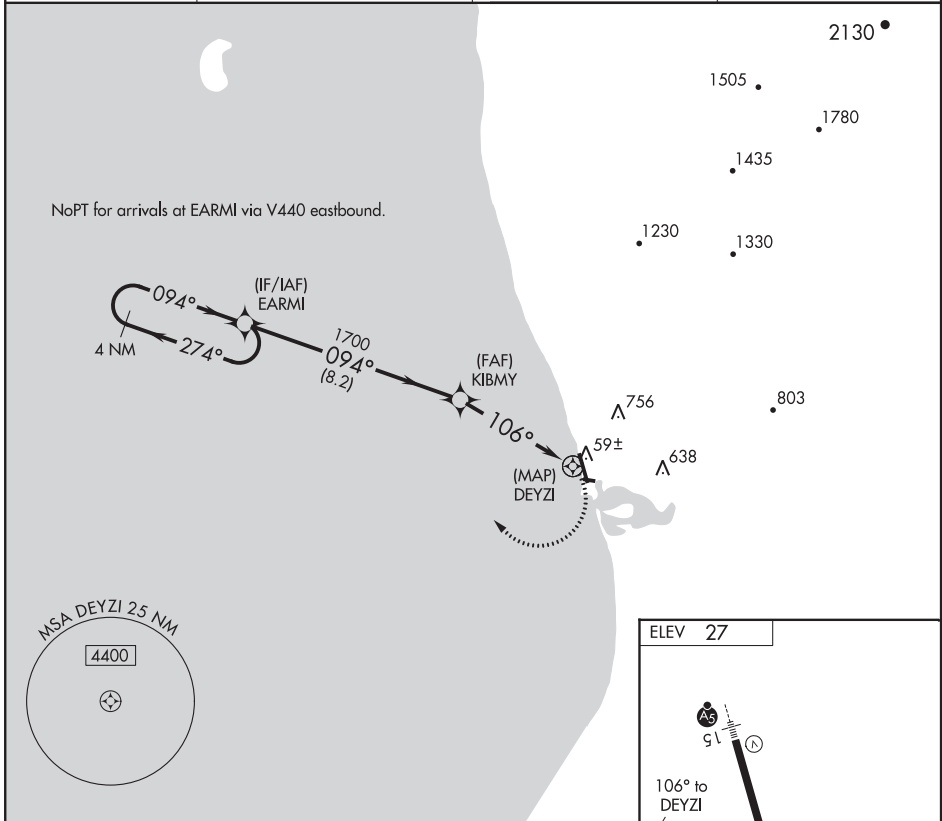 2130
1505
1780
1435
NoPT for arrivals at EARMI via V440 eastbound.
1230
1330
(IF/IAF)
EARMI
094°
4 NM
274°
1700
094°
(8.2)
(FAF)
KIBMY
756
803
106°
59±
638
(MAP)
DEYZI
MSA DEYZI 25 NM
4400
ELEV 27
A5
15
V
106° to
DEYZI